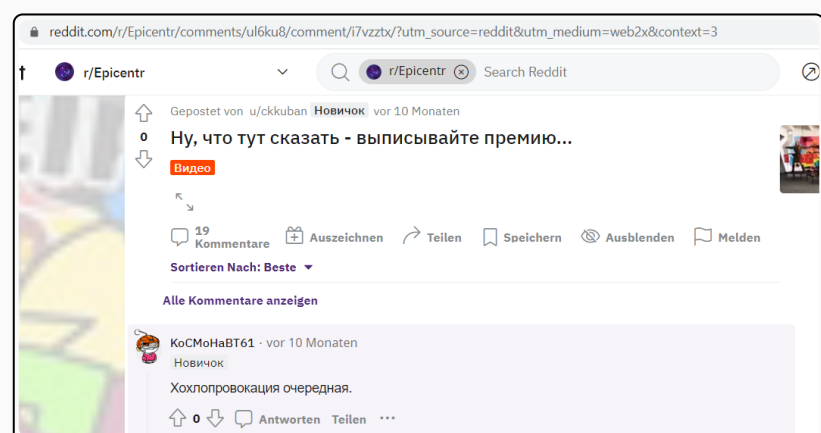 reddit.com/r/Epicentr/comments/ul6ku8/comment/i7vzztx/?utm_source=reddit&utm_medium=web2x&context=3
r/Epicentr r/Epicentr Search Reddit
Gepostet von u/ckkuban Новичок vor 10 Monaten
0 Ну, что тут сказать - выписывайте премию...
Видео
19 Kommentare Auszeichnen Teilen Speichern Ausblenden Melden
Sortieren Nach: Beste
Alle Kommentare anzeigen
KoCMoHaBT61 · vor 10 Monaten
Новичок
Хохлопровокация очередная.
0 Antworten Teilen ...